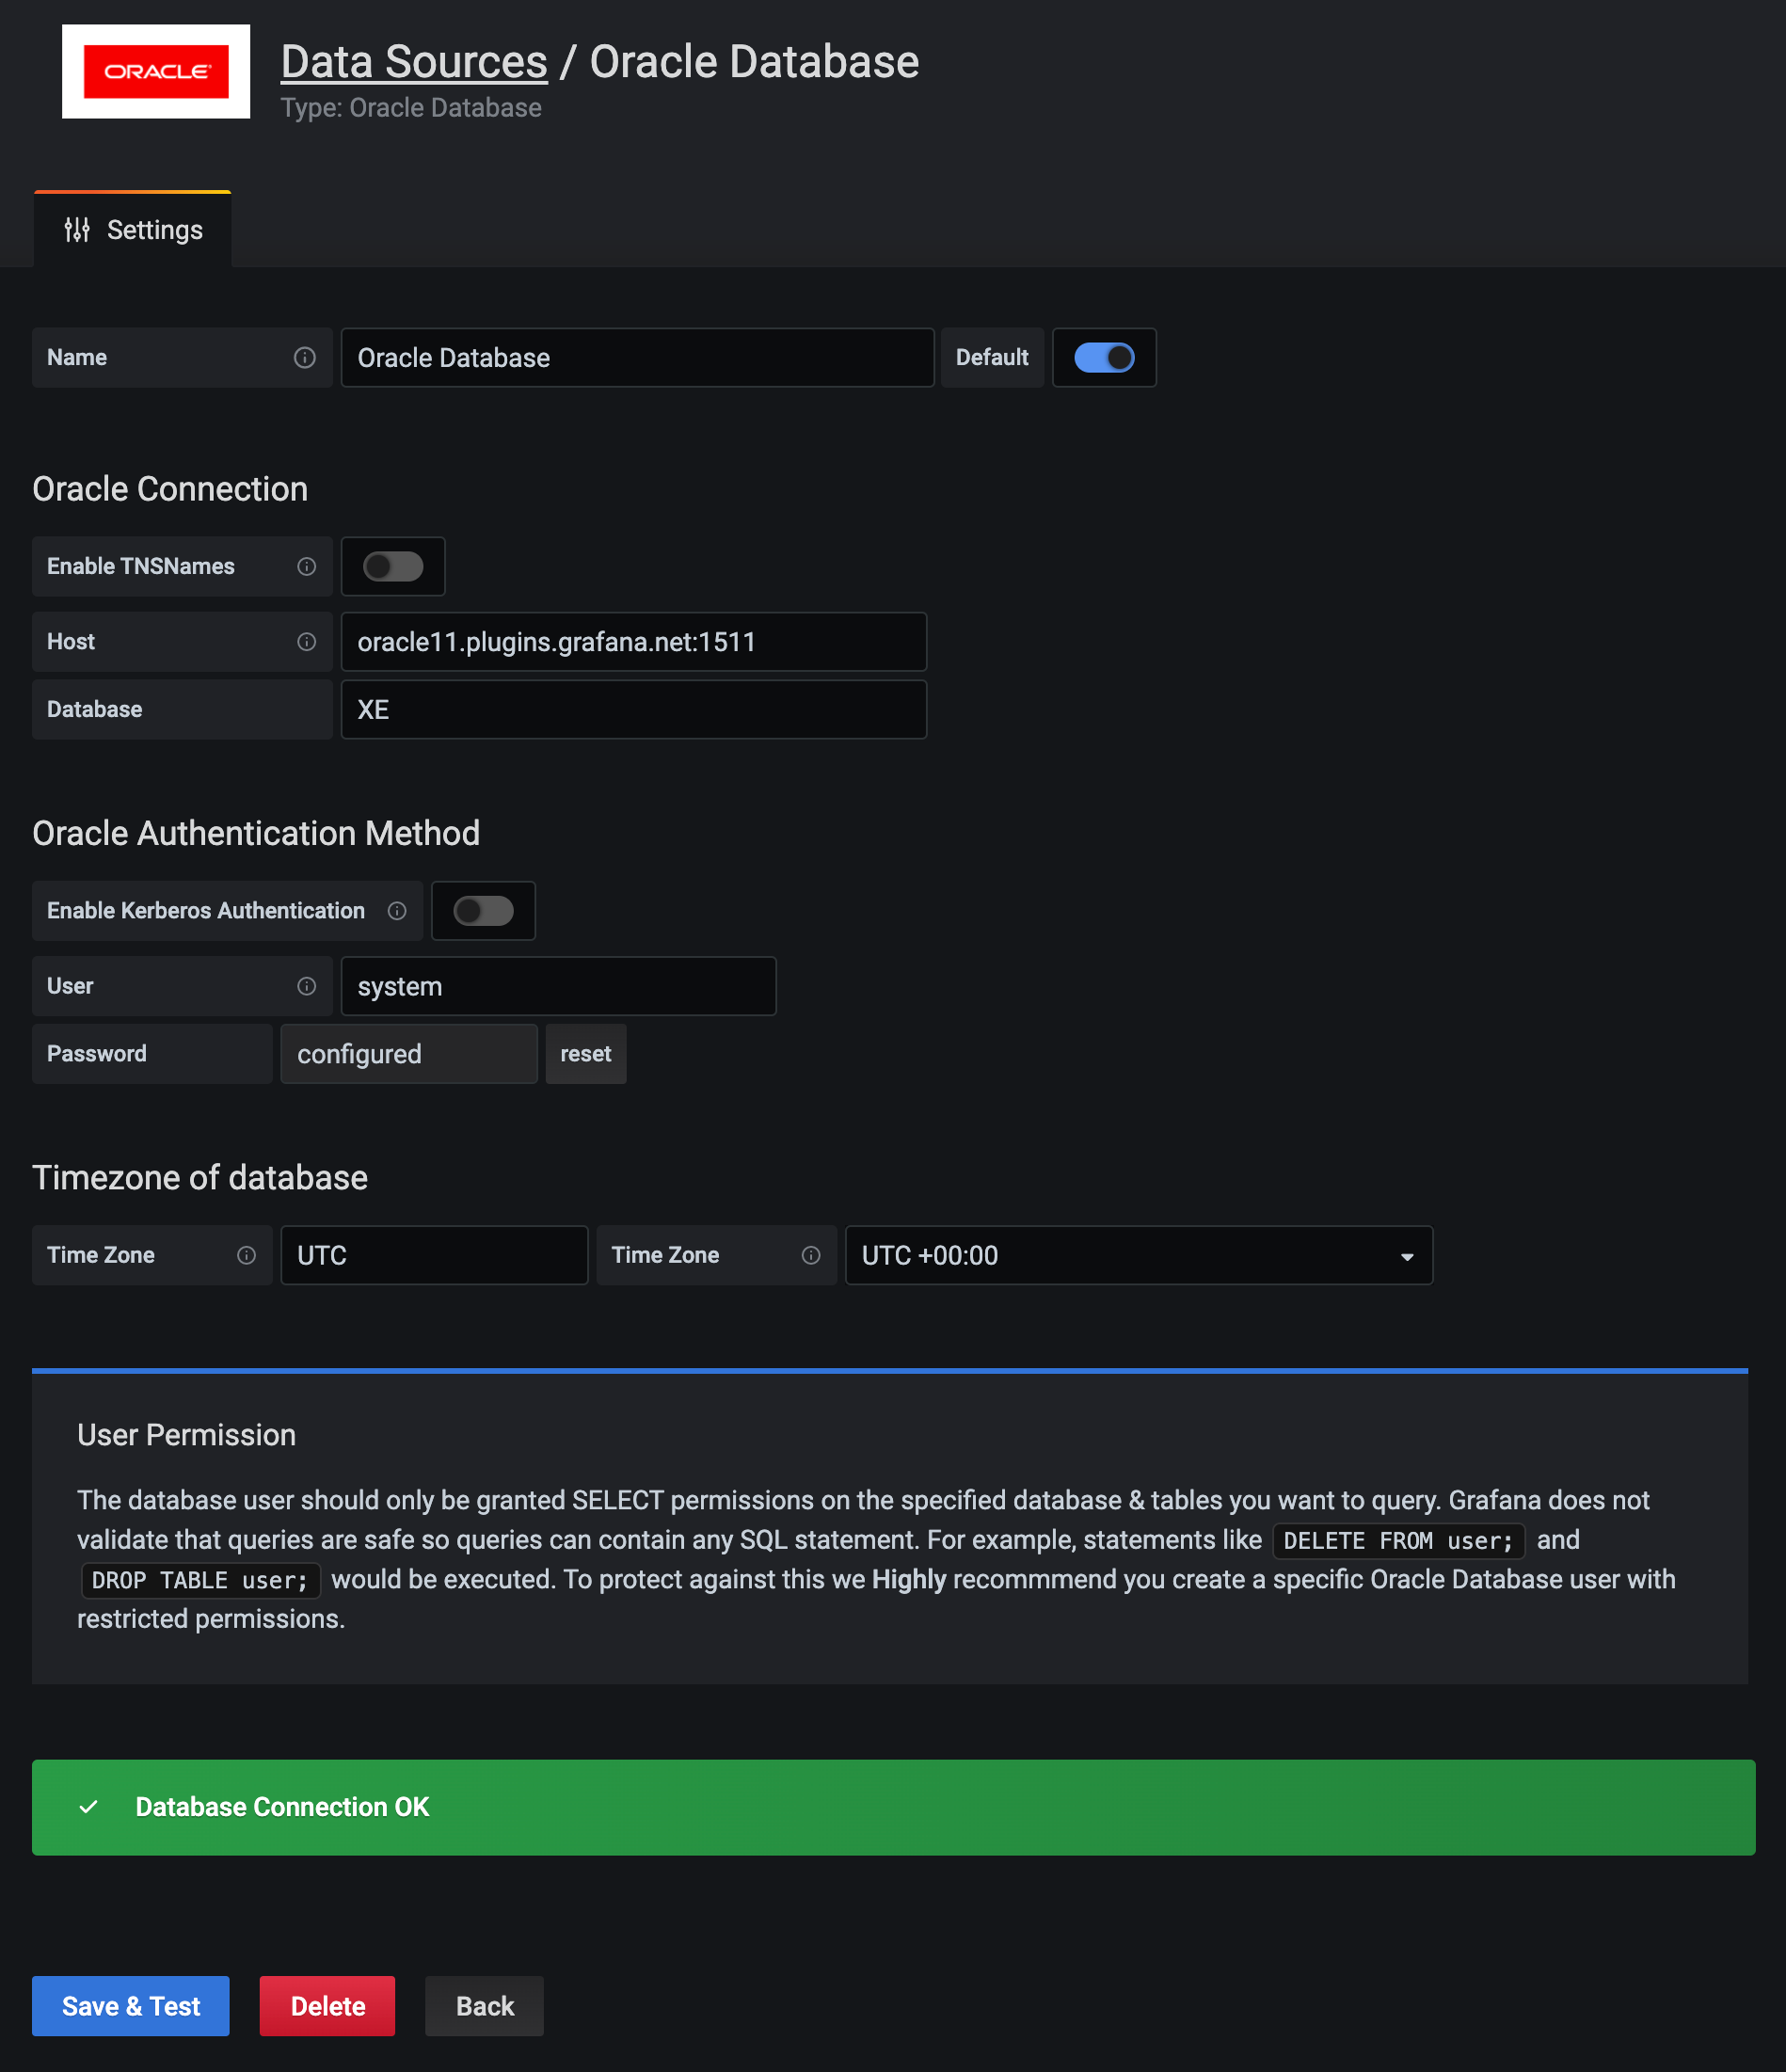 ORACLE
Data Sources / Oracle Database
Type: Oracle Database
Settings
Name Oracle Database Default
Oracle Connection
Enable TNSNames
Host oracle11.plugins.grafana.net:1511
Database XE
Oracle Authentication Method
Enable Kerberos Authentication
User system
Password configured reset
Timezone of database
Time Zone UTC Time Zone UTC +00:00
User Permission
The database user should only be granted SELECT permissions on the specified database & tables you want to query. Grafana does not
validate that queries are safe so queries can contain any SQL statement. For example, statements like DELETE FROM user; and
DROP TABLE user; would be executed. To protect against this we Highly recommmend you create a specific Oracle Database user with
restricted permissions.
Database Connection OK
Save & Test Delete Back